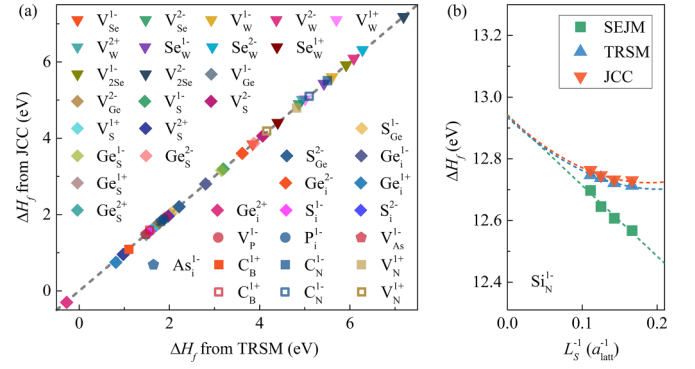 (a)
V_Se^1- V_Se^2- V_W^1- V_W^2- V_W^1+
V_W^2+ Se_W^1- Se_W^2- Se_W^1+
V_2Se^1- V_2Se^2- V_Ge^1-
V_Ge^2- V_S^1- V_S^2-
V_S^1+ V_S^2+ S_Ge^1-
Ge_S^1- Ge_S^2- S_Ge^2- Ge_i^1-
Ge_S^1+ Ge_i^2- Ge_i^1+
Ge_S^2+ Ge_i^2+ S_i^1- S_i^2-
V_P^1- P_i^1- V_As^1-
As_i^1- C_B^1+ C_N^1- V_N^1+
C_B^1+ C_N^1- V_N^1+
6
4
2
0
ΔH_f from JCC (eV)
0 2 4 6
ΔH_f from TRSM (eV)
(b)
SEJM
TRSM
JCC
13.2
13.0
12.8
12.6
12.4
ΔH_f (eV)
Si_N^1-
0.0 0.1 0.2
L_S^-1 (a_latt^-1)